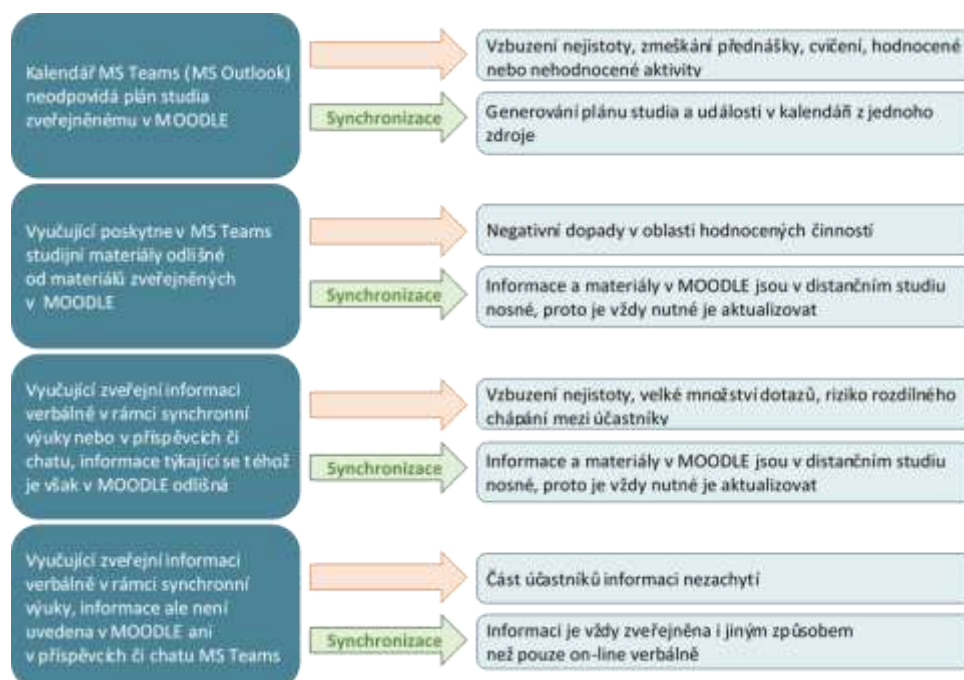 Kalendář MS Teams (MS Outlook)
neodpovídá plán studia
zveřejněnému v MOODLE
Vzbuzení nejistoty, zmeškání přednášky, cvičení, hodnocené
nebo nehodnocené aktivity
Synchronizace
Generování plánu studia a události v kalendář z jednoho
zdroje
Vyučující poskytne v MS Teams
studijní materiály odlišné
od materiálů zveřejněných
v MOODLE
Negativní dopady v oblasti hodnocených činností
Synchronizace
Informace a materiály v MOODLE jsou v distančním studiu
nosné, proto je vždy nutné je aktualizovat
Vyučující zveřejní informaci
verbálně v rámci synchronní
výuky nebo v příspěvcích či
chatu, informace týkající se téhož
je však v MOODLE odlišná
Vzbuzení nejistoty, velké množství dotazů, riziko rozdílného
chápání mezi účastníky
Synchronizace
Informace a materiály v MOODLE jsou v distančním studiu
nosné, proto je vždy nutné je aktualizovat
Vyučující zveřejní informaci
verbálně v rámci synchronní
výuky, informace ale není
uvedena v MOODLE ani
v příspěvcích či chatu MS Teams
Část účastníků informaci nezachytí
Synchronizace
Informaci je vždy zveřejněna i jiným způsobem
než pouze on-line verbálně